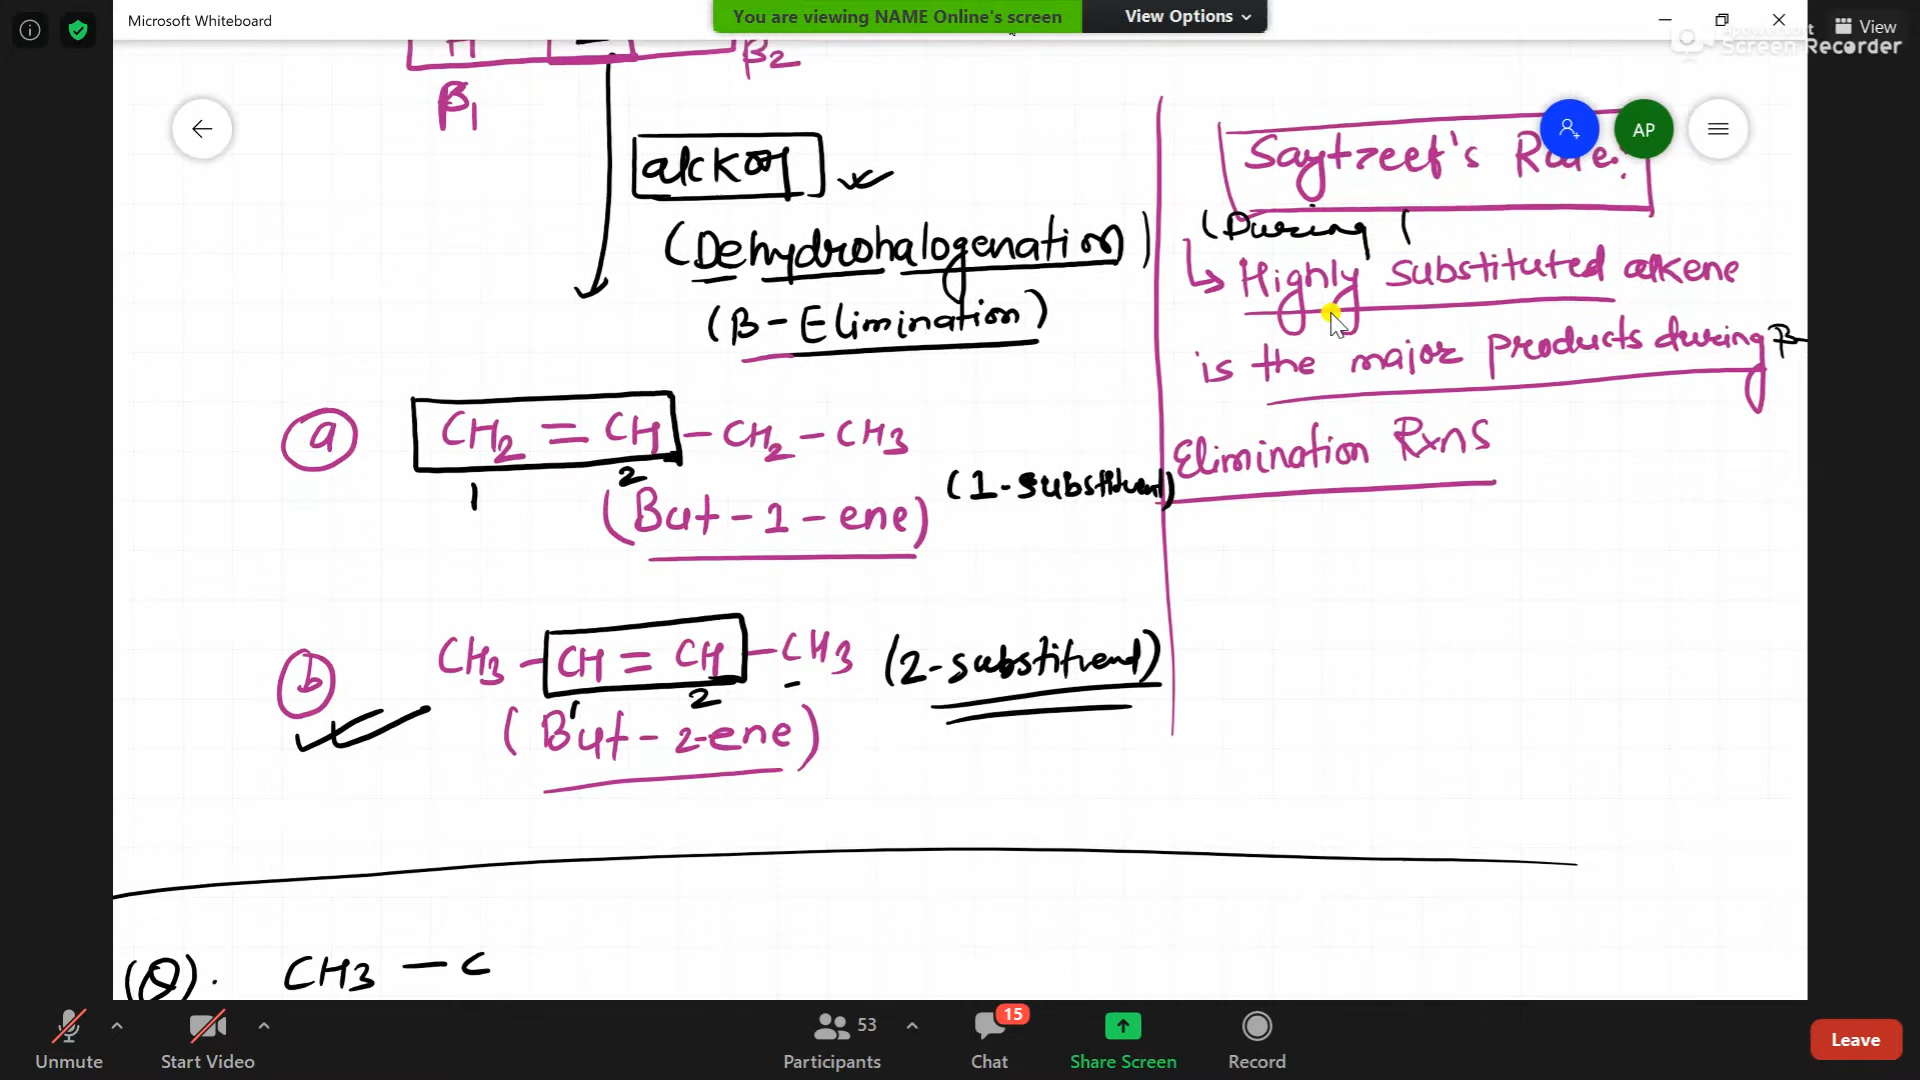 Microsoft Whiteboard
You are viewing NAME Online's screen
View Options
View
Screen Recorder
H
β2
β1
alckoy
(Dehydrohalogenation)
(B-Elimination)
Saytzeef's Rule:
AP
(During (
↳ Highly substituted alkene
is the major products during β-
Elimination Rxns
a CH2 = CH - CH2 - CH3
1 2
(1-substituent)
(But-1-ene)
b CH3 - CH = CH - CH3 (2-substitutend)
1 2
(But-2-ene)
(Q). CH3 - C
53
15
Unmute
Start Video
Participants
Chat
Share Screen
Record
Leave